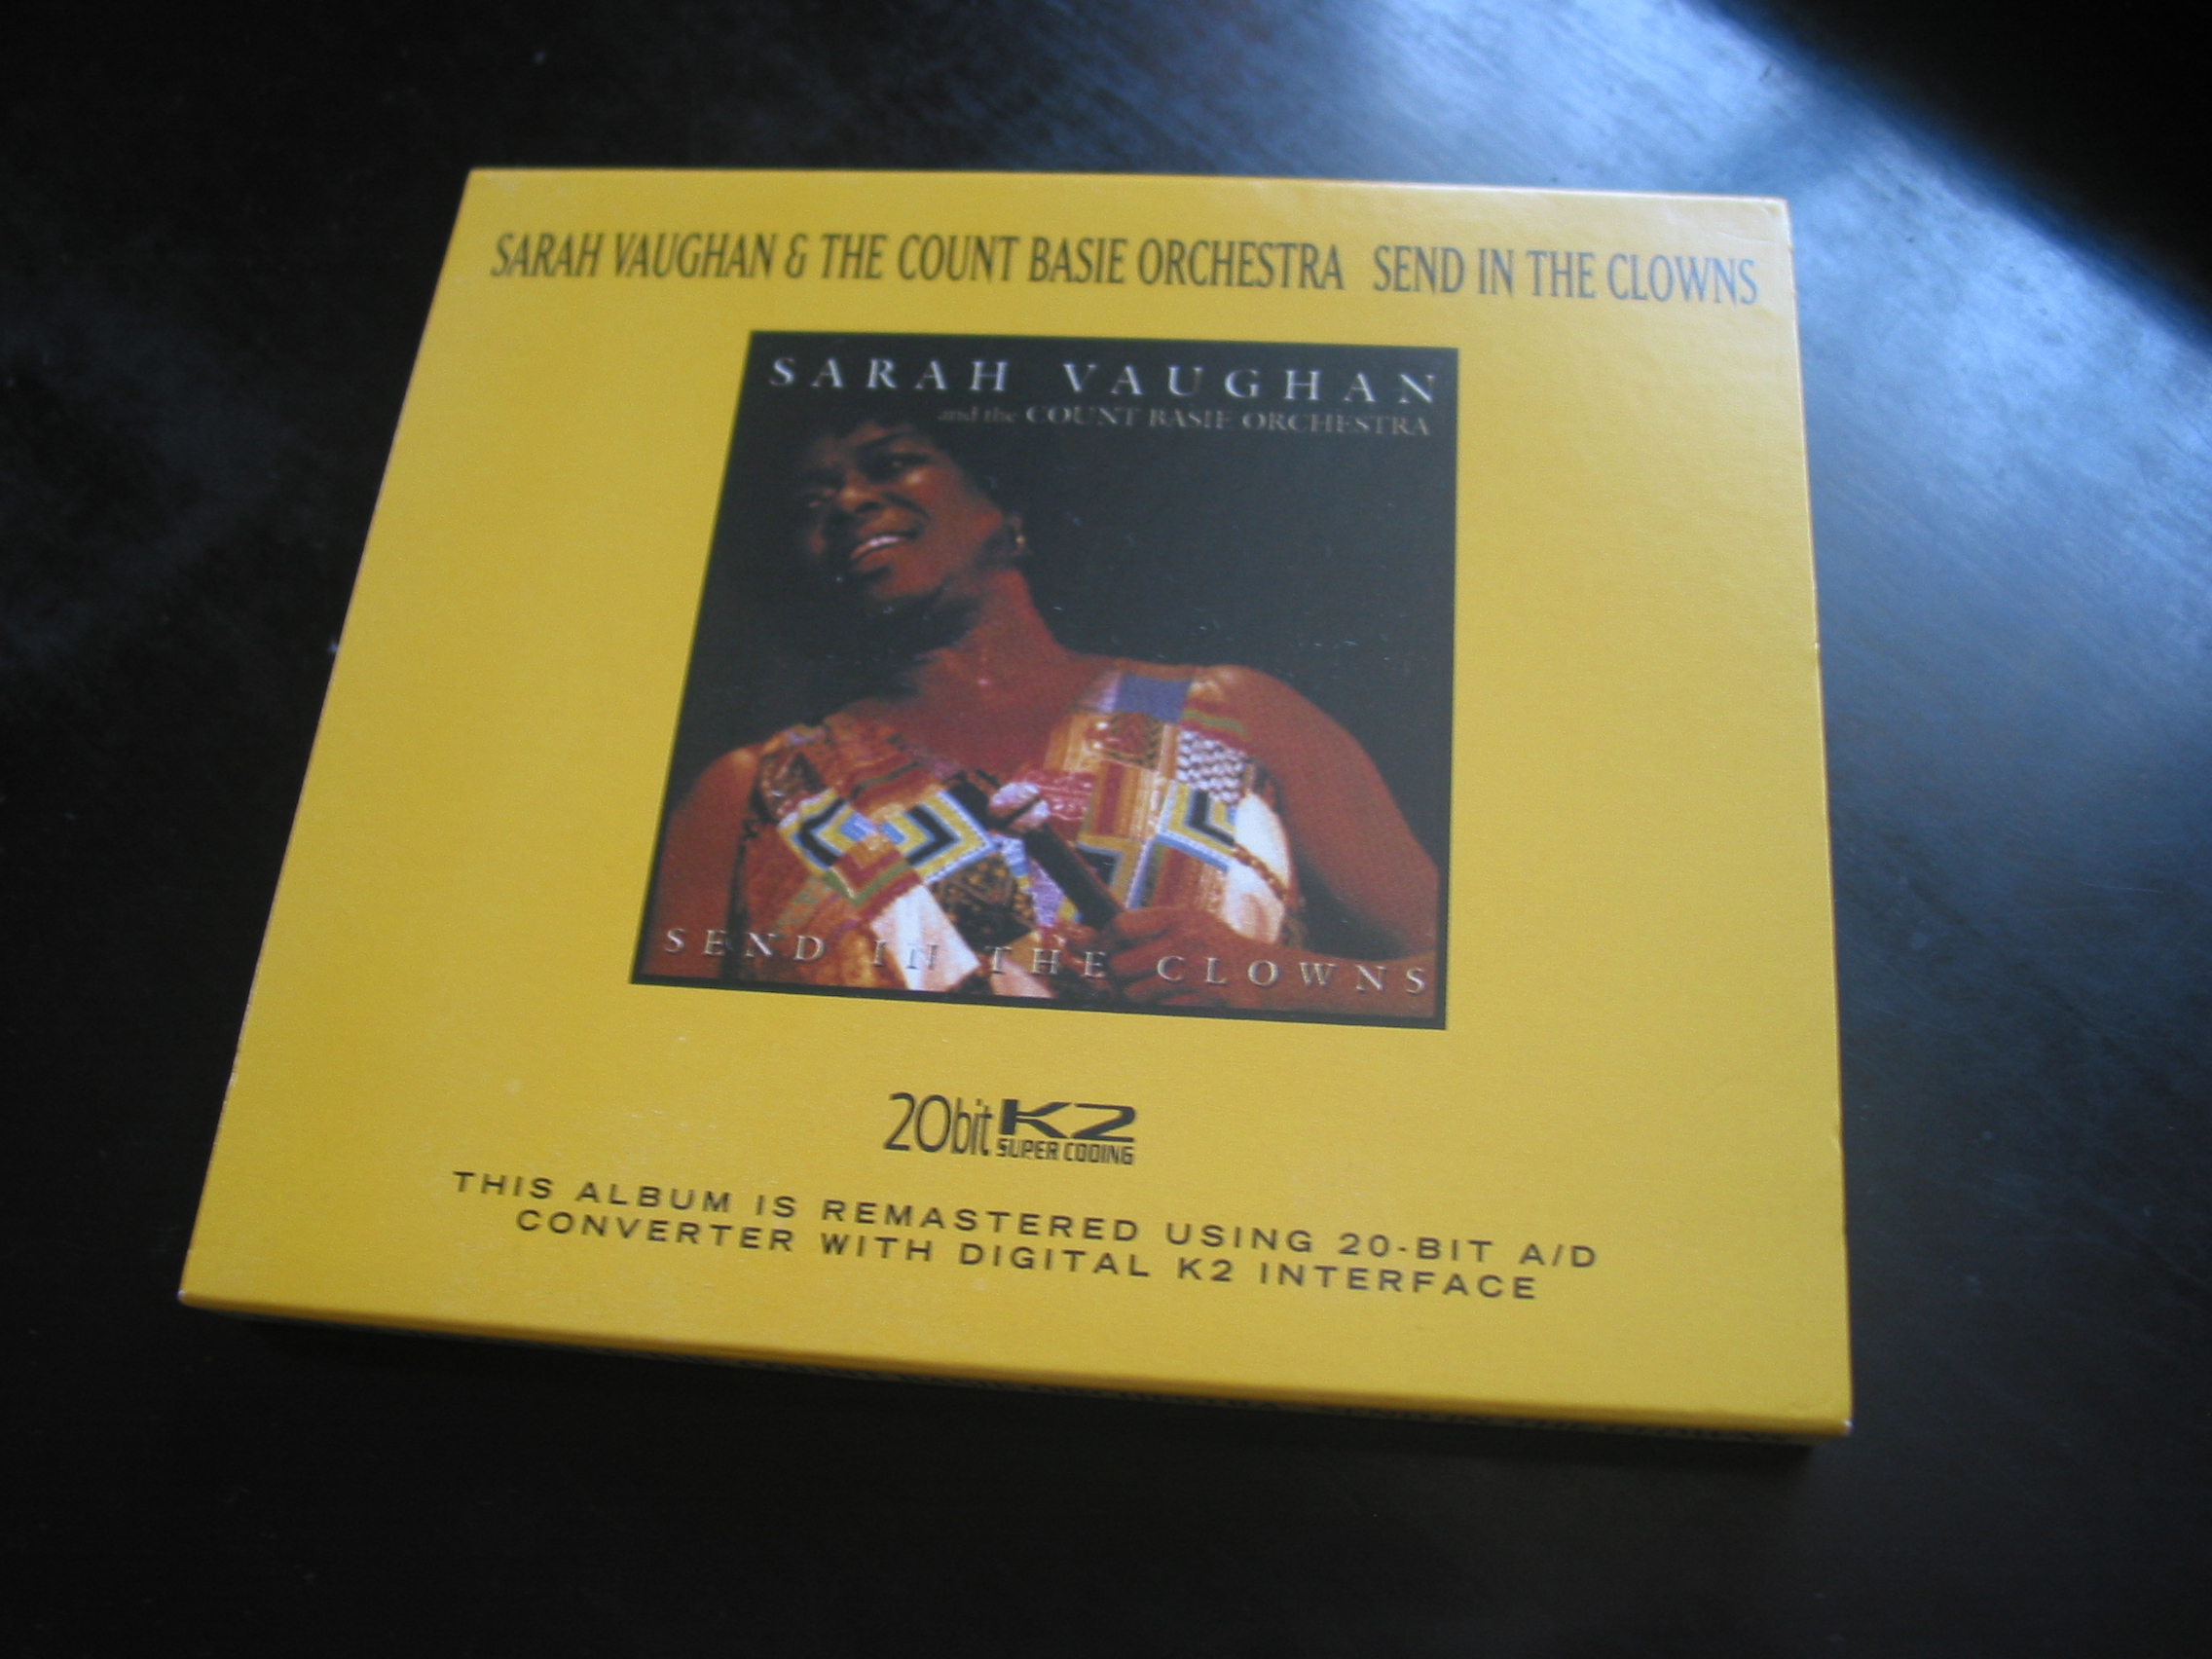 SARAH VAUGHAN & THE COUNT BASIE ORCHESTRA SEND IN THE CLOWNS
SARAH VAUGHAN
and the COUNT BASIE ORCHESTRA
SEND IN THE CLOWNS
20bit K2
SUPER CODING
THIS ALBUM IS REMASTERED USING 20-BIT A/D
CONVERTER WITH DIGITAL K2 INTERFACE